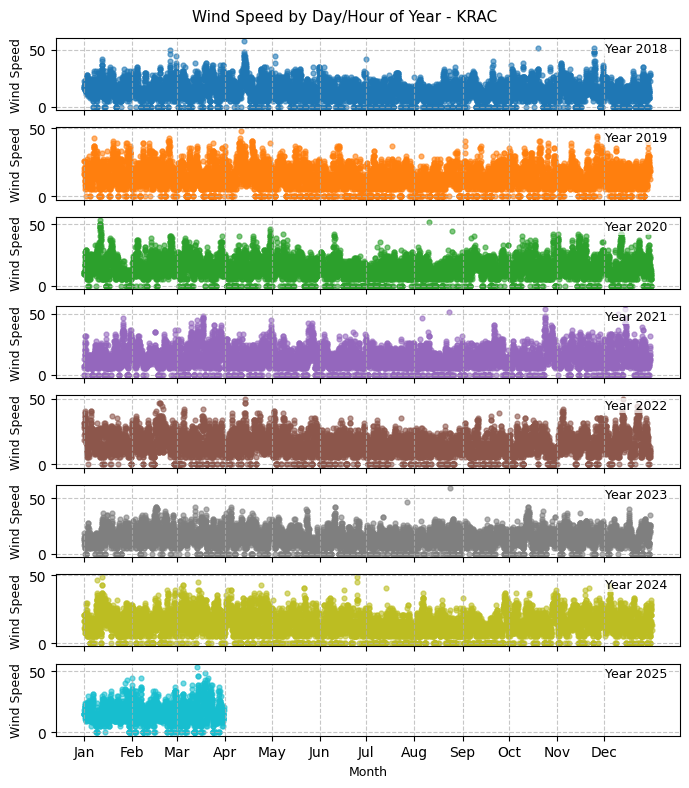 Wind Speed by Day/Hour of Year - KRAC
Wind Speed
50
0
Year 2018
Wind Speed
50
0
Year 2019
Wind Speed
50
0
Year 2020
Wind Speed
50
0
Year 2021
Wind Speed
50
0
Year 2022
Wind Speed
50
0
Year 2023
Wind Speed
50
0
Year 2024
Wind Speed
50
0
Year 2025
Jan Feb Mar Apr May Jun Jul Aug Sep Oct Nov Dec
Month